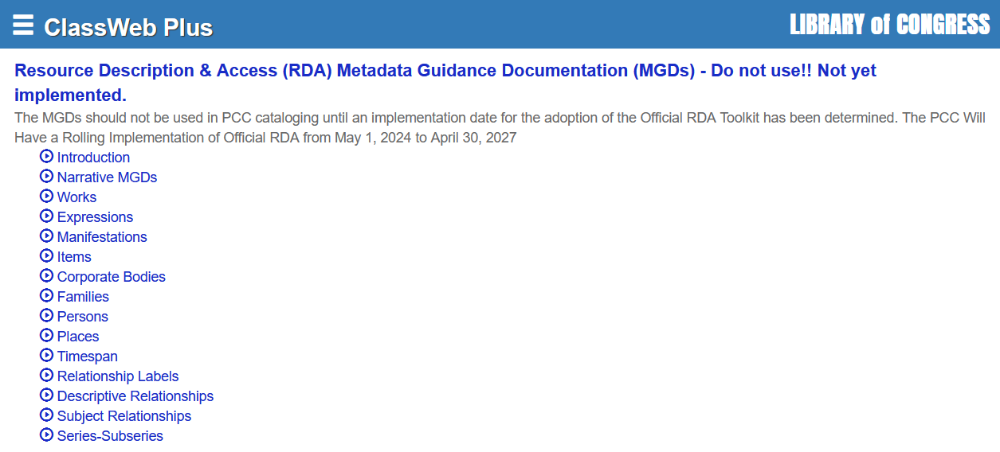 ClassWeb Plus
LIBRARY of CONGRESS
Resource Description & Access (RDA) Metadata Guidance Documentation (MGDs) - Do not use!! Not yet
implemented.
The MGDs should not be used in PCC cataloging until an implementation date for the adoption of the Official RDA Toolkit has been determined. The PCC Will
Have a Rolling Implementation of Official RDA from May 1, 2024 to April 30, 2027
Introduction
Narrative MGDs
Works
Expressions
Manifestations
Items
Corporate Bodies
Families
Persons
Places
Timespan
Relationship Labels
Descriptive Relationships
Subject Relationships
Series-Subseries